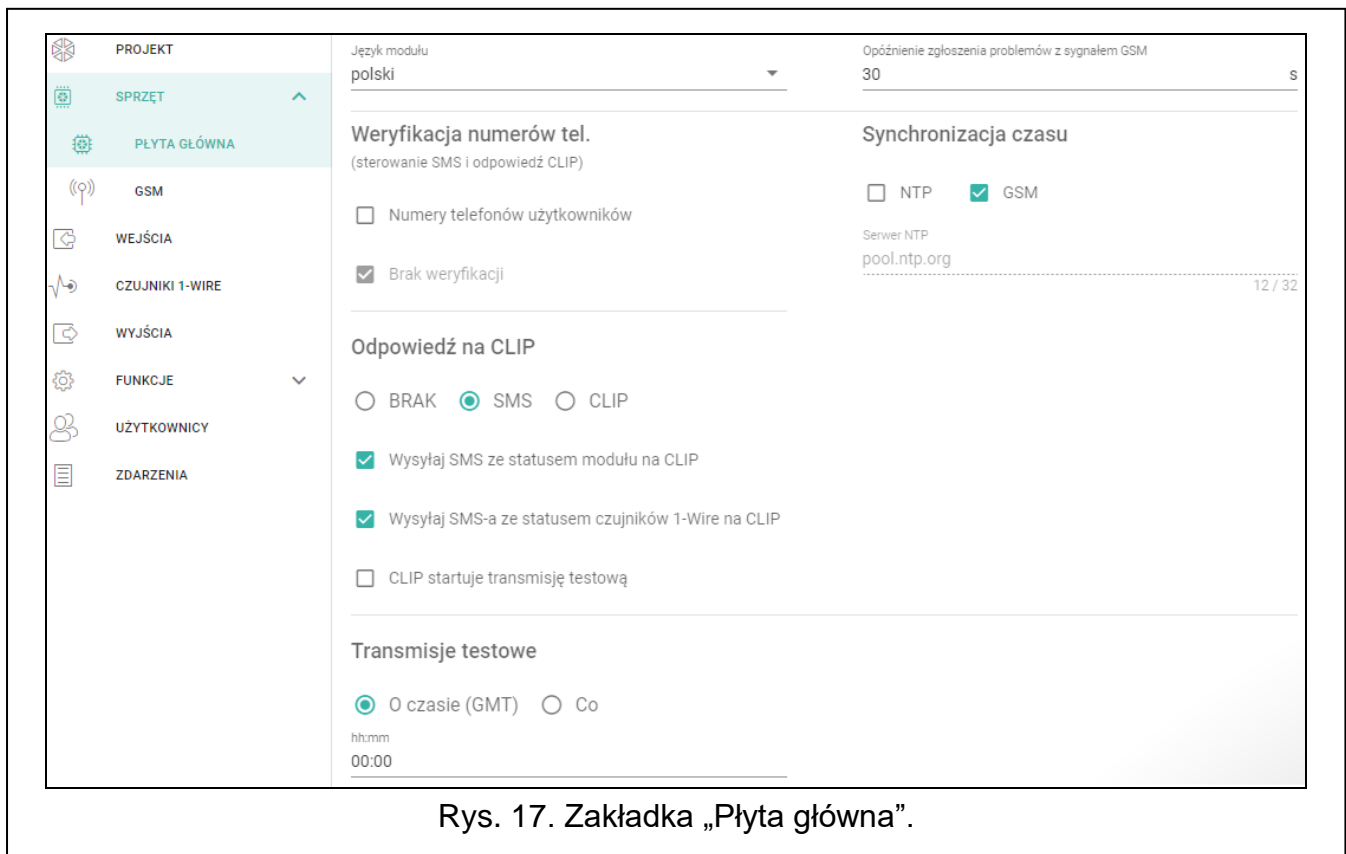 PROJEKT
SPRZĘT
PŁYTA GŁÓWNA
GSM
WEJŚCIA
CZUJNIKI 1-WIRE
WYJŚCIA
FUNKCJE
UŻYTKOWNICY
ZDARZENIA
Język modułu
polski
Opóźnienie zgłoszenia problemów z sygnałem GSM
30 s
Weryfikacja numerów tel.
(sterowanie SMS i odpowiedź CLIP)
Numery telefonów użytkowników
Brak weryfikacji
Synchronizacja czasu
NTP GSM
Serwer NTP
pool.ntp.org
12 / 32
Odpowiedź na CLIP
BRAK SMS CLIP
Wysyłaj SMS ze statusem modułu na CLIP
Wysyłaj SMS-a ze statusem czujników 1-Wire na CLIP
CLIP startuje transmisję testową
Transmisje testowe
O czasie (GMT) Co
hh:mm
00:00
Rys. 17. Zakładka „Płyta główna”.